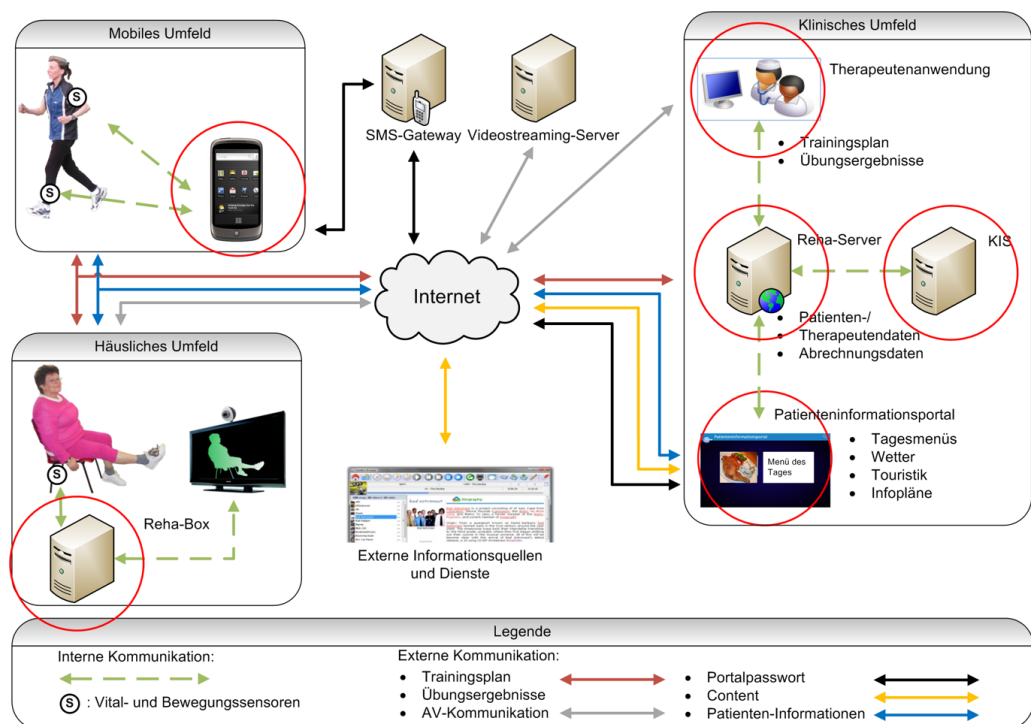 Mobiles Umfeld
S
S
SMS-Gateway
Videostreaming-Server
Klinisches Umfeld
Therapeutenanwendung
• Trainingsplan
• Übungsergebnisse
Reha-Server
KIS
• Patienten-/
• Therapeutendaten
• Abrechnungsdaten
Internet
Häusliches Umfeld
S
Reha-Box
Externe Informationsquellen
und Dienste
Patienteninformationsportal
Patienteninformationsportal
Menü des
Tages
• Tagesmenüs
• Wetter
• Touristik
• Infopläne
Legende
Interne Kommunikation:
S : Vital- und Bewegungssensoren
Externe Kommunikation:
• Trainingsplan
• Übungsergebnisse
• AV-Kommunikation
• Portalpasswort
• Content
• Patienten-Informationen